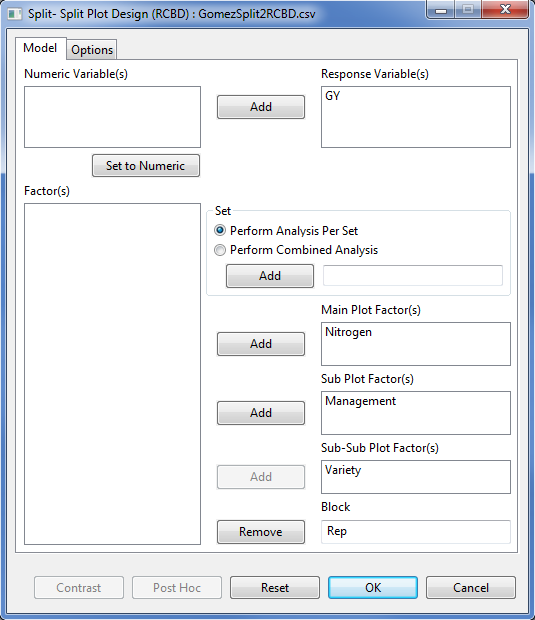 Split- Split Plot Design (RCBD) : GomezSplit2RCBD.csv
Model
Options
Numeric Variable(s)
Response Variable(s)
Add
GY
Set to Numeric
Factor(s)
Set
Perform Analysis Per Set
Perform Combined Analysis
Add
Main Plot Factor(s)
Add
Nitrogen
Sub Plot Factor(s)
Add
Management
Sub-Sub Plot Factor(s)
Add
Variety
Block
Remove
Rep
Contrast
Post Hoc
Reset
OK
Cancel